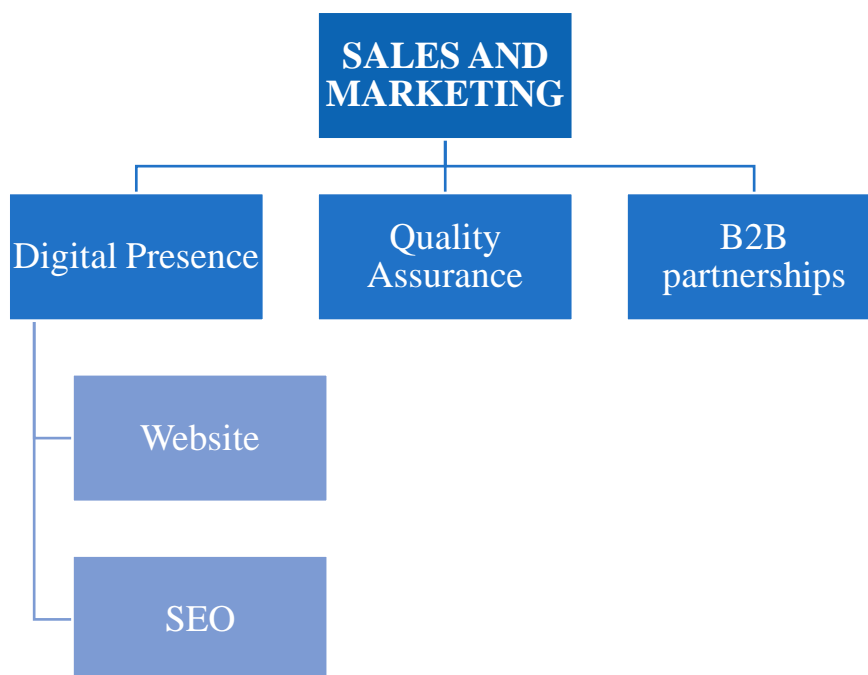 SALES AND
MARKETING
Digital Presence
Quality
Assurance
B2B
partnerships
Website
SEO